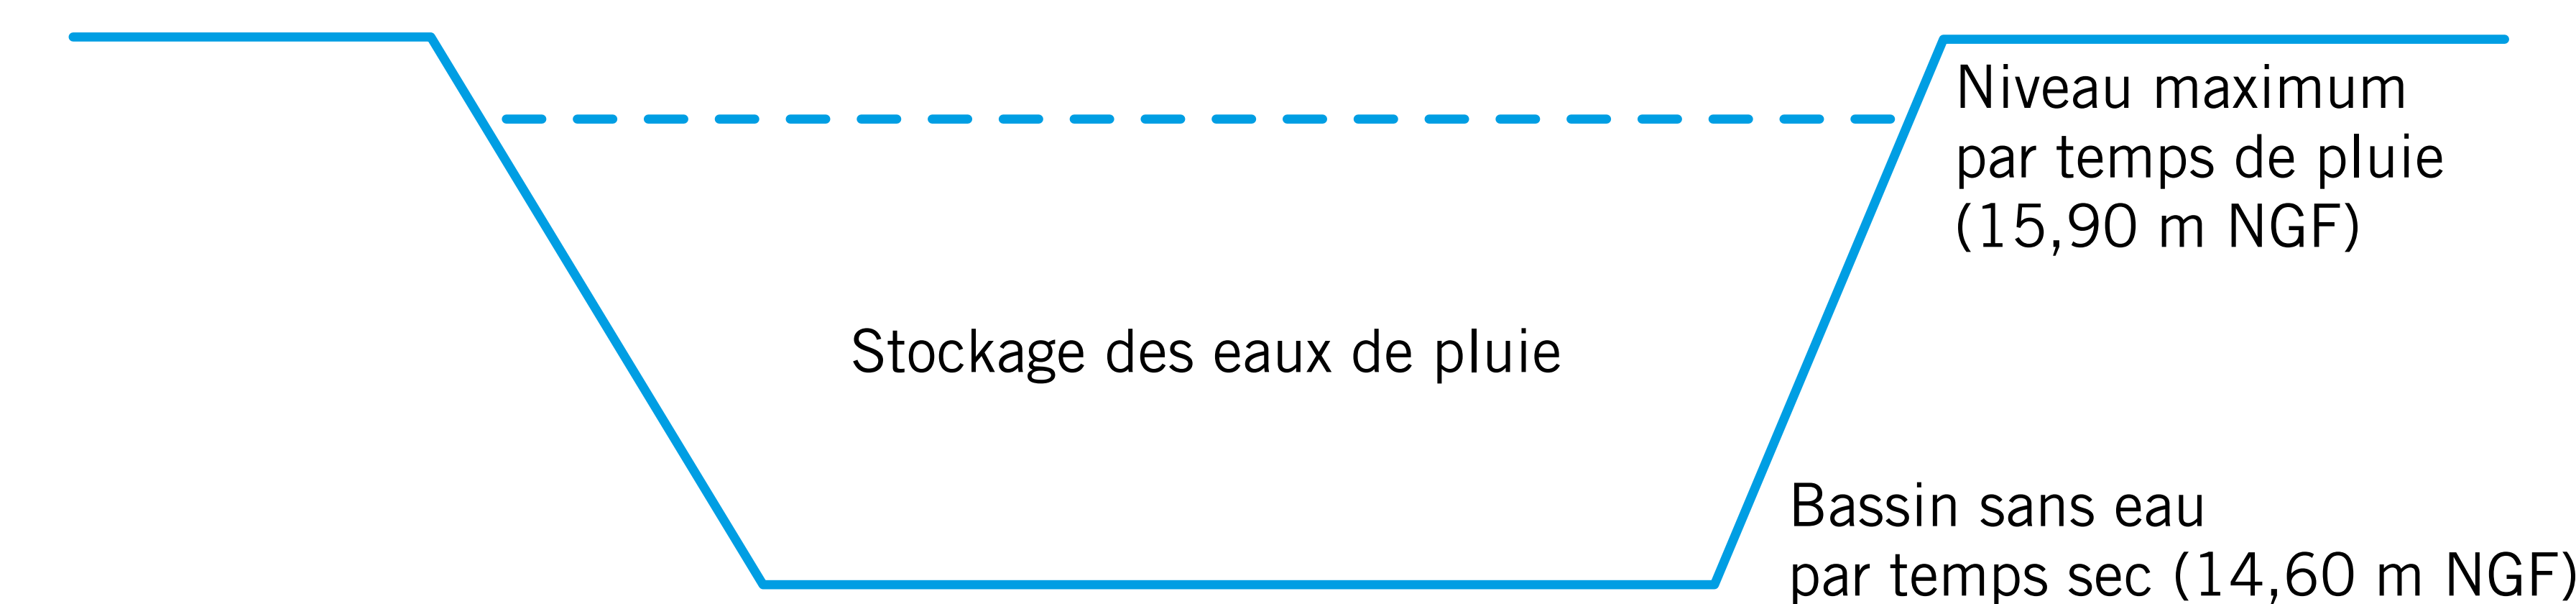 Niveau maximum
par temps de pluie
(15,90 m NGF)
Stockage des eaux de pluie
Bassin sans eau
par temps sec (14,60 m NGF)